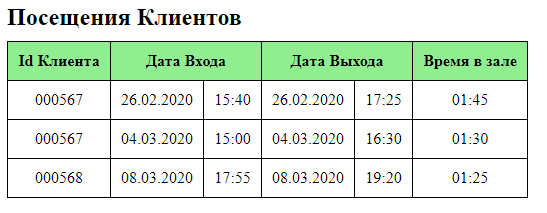 Посещения Клиентов
Id Клиента Дата Входа Дата Выхода Время в зале
000567 26.02.2020 15:40 26.02.2020 17:25 01:45
000567 04.03.2020 15:00 04.03.2020 16:30 01:30
000568 08.03.2020 17:55 08.03.2020 19:20 01:25